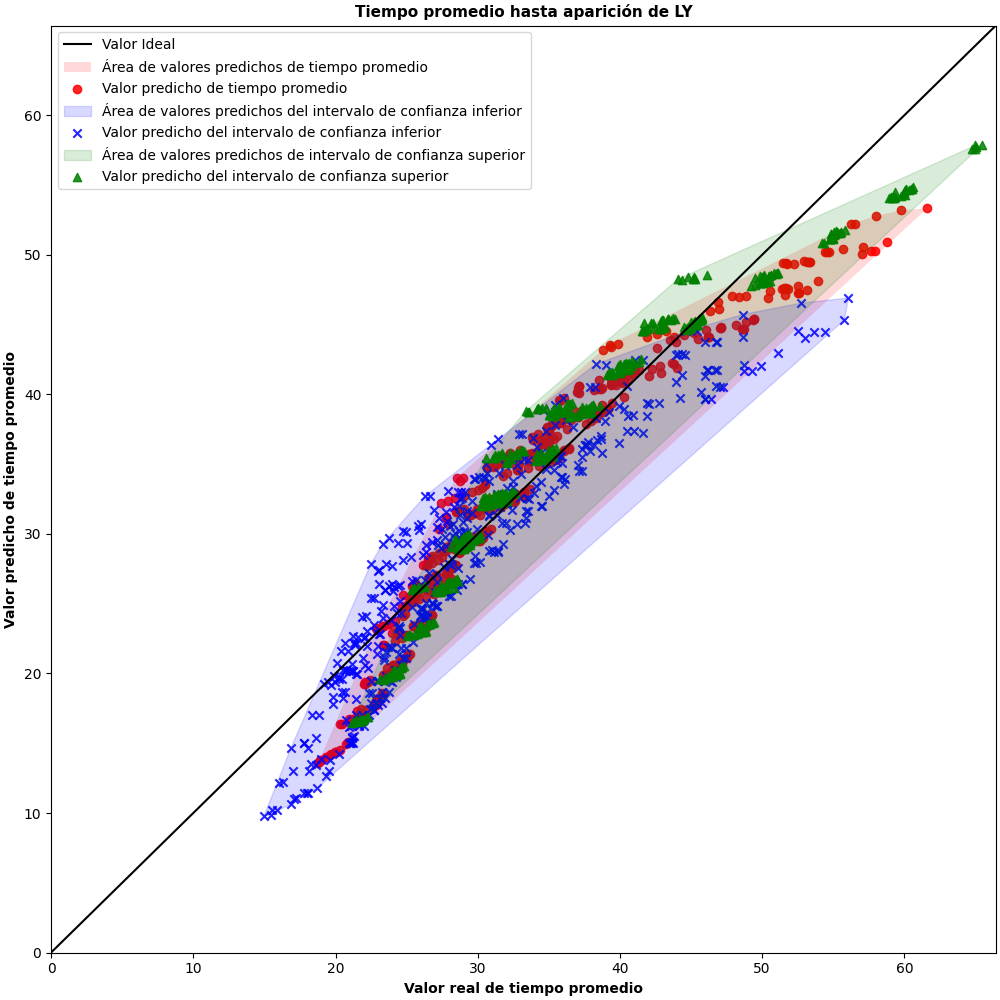 Tiempo promedio hasta aparición de LY
Valor Ideal
Área de valores predichos de tiempo promedio
Valor predicho de tiempo promedio
Área de valores predichos del intervalo de confianza inferior
Valor predicho del intervalo de confianza inferior
Área de valores predichos de intervalo de confianza superior
Valor predicho del intervalo de confianza superior
Valor predicho de tiempo promedio
60
50
40
30
20
10
0
0 10 20 30 40 50 60
Valor real de tiempo promedio